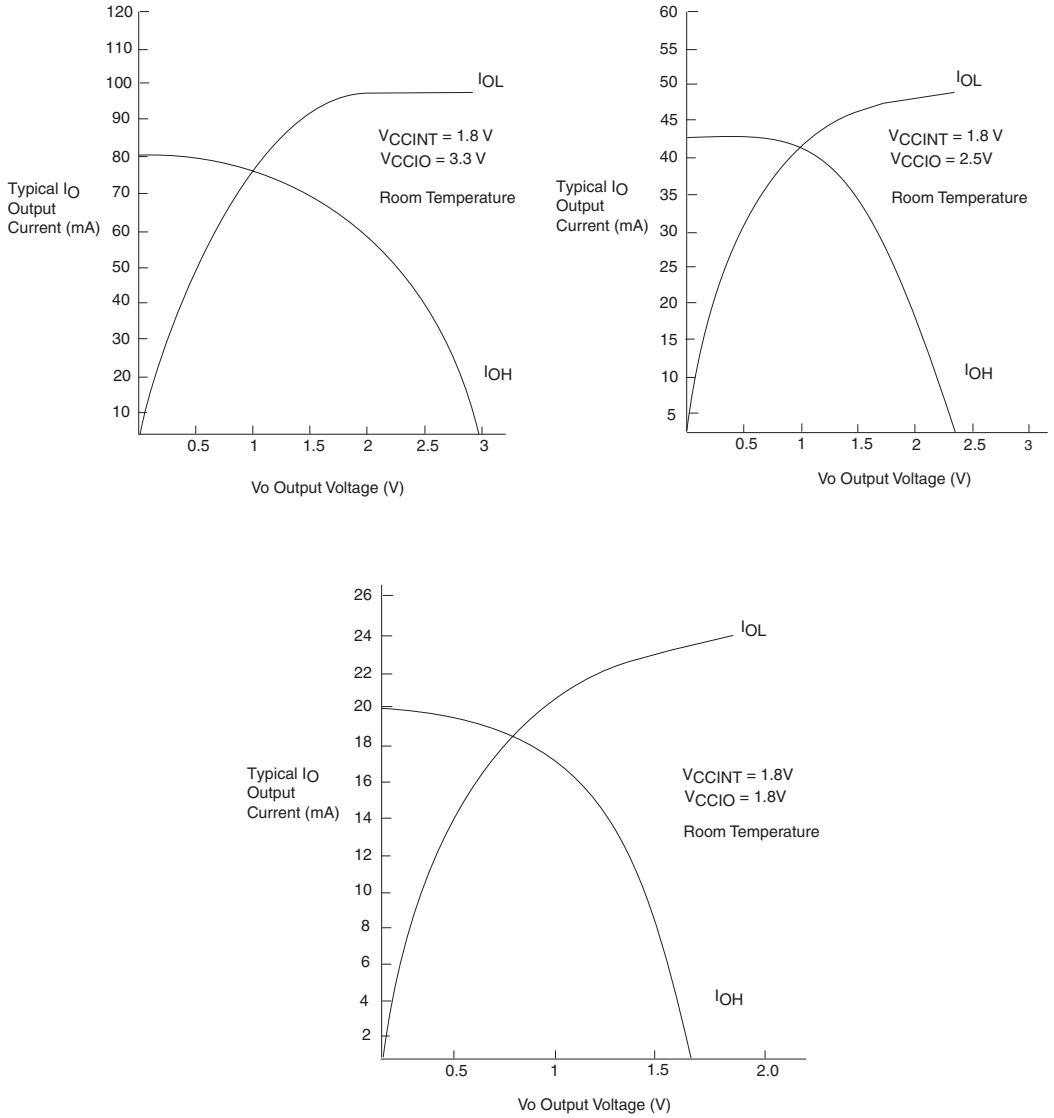 120
110
100
90
80
70
60
50
40
30
20
10
Typical IO
Output
Current (mA)
IOL
VCCINT = 1.8 V
VCCIO = 3.3 V
Room Temperature
IOH
0.5 1 1.5 2 2.5 3
Vo Output Voltage (V)
60
55
50
45
40
35
30
25
20
15
10
5
Typical IO
Output
Current (mA)
IOL
VCCINT = 1.8 V
VCCIO = 2.5V
Room Temperature
IOH
0.5 1 1.5 2 2.5 3
Vo Output Voltage (V)
26
24
22
20
18
16
14
12
10
8
6
4
2
Typical IO
Output
Current (mA)
IOL
VCCINT = 1.8V
VCCIO = 1.8V
Room Temperature
IOH
0.5 1 1.5 2.0
Vo Output Voltage (V)